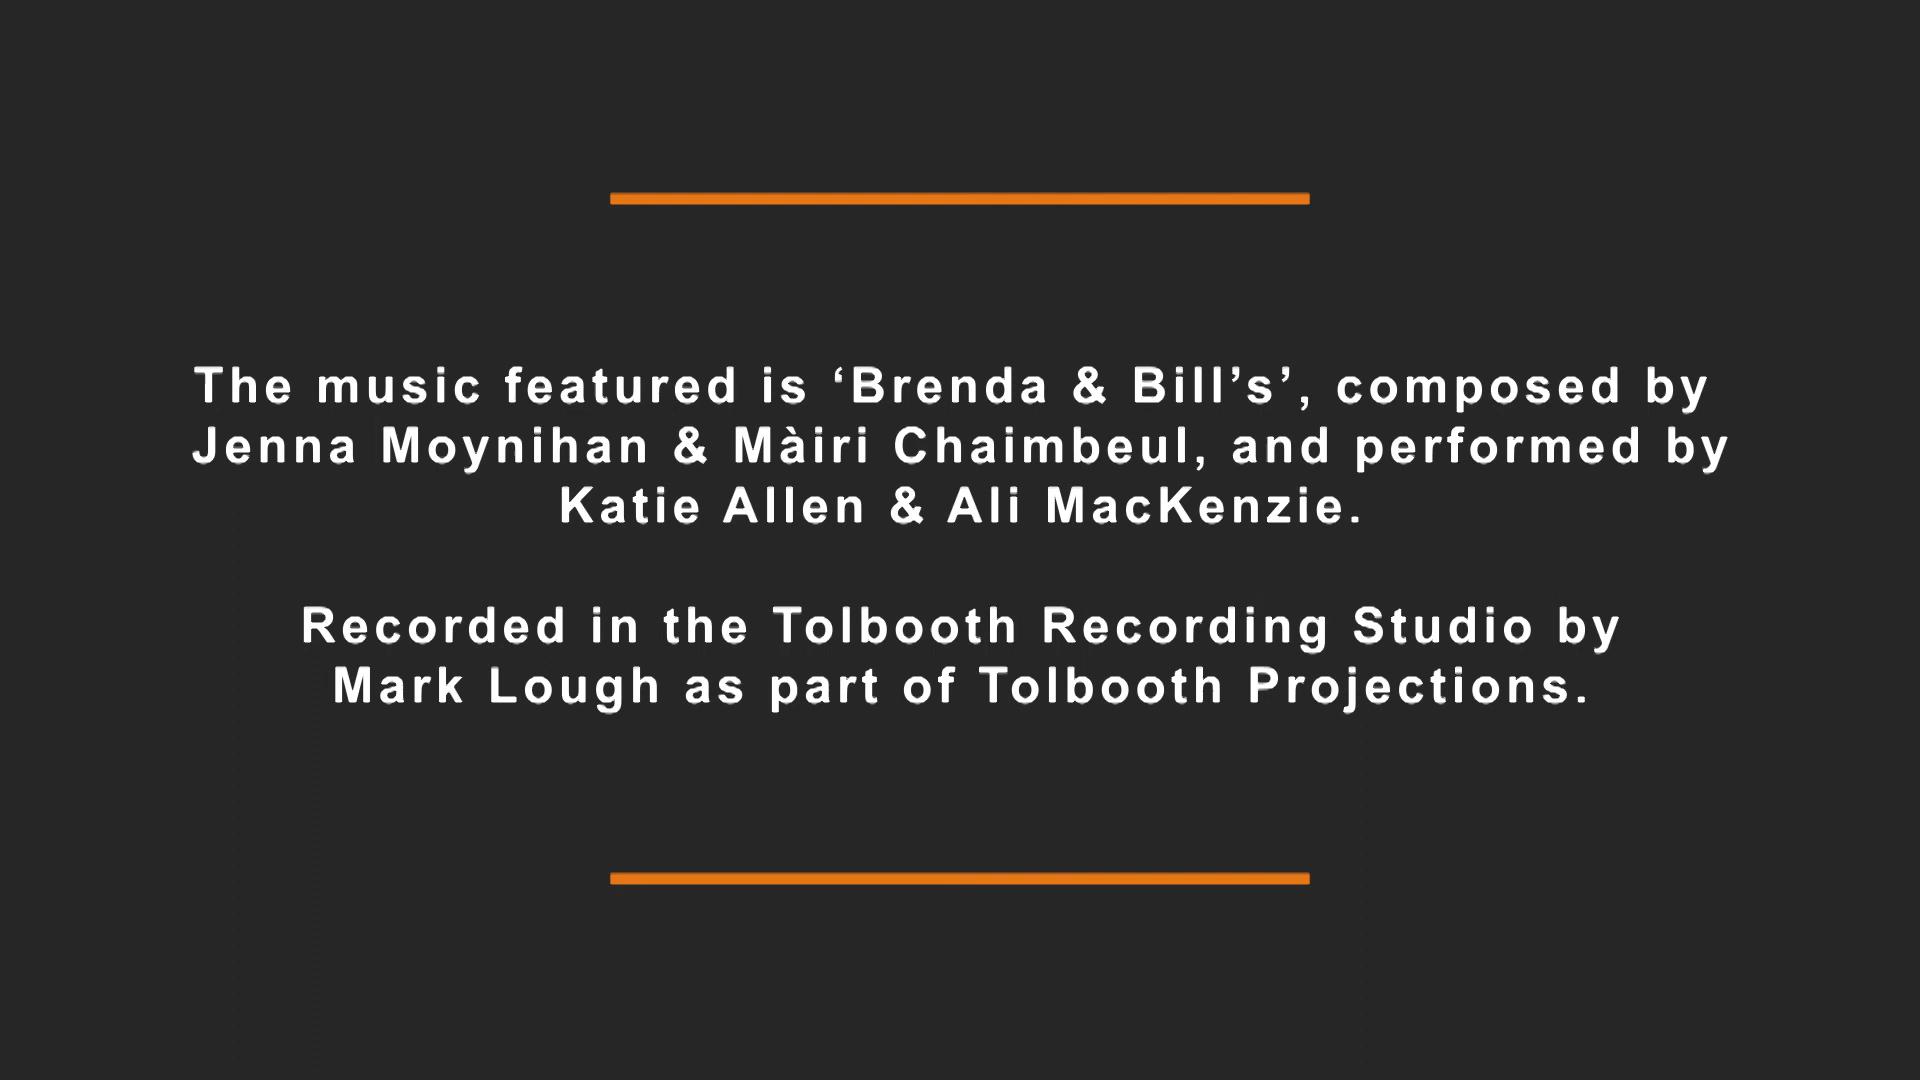 The music featured is ‘Brenda & Bill’s’, composed by
Jenna Moynihan & Màiri Chaimbeul, and performed by
Katie Allen & Ali MacKenzie.
Recorded in the Tolbooth Recording Studio by
Mark Lough as part of Tolbooth Projections.